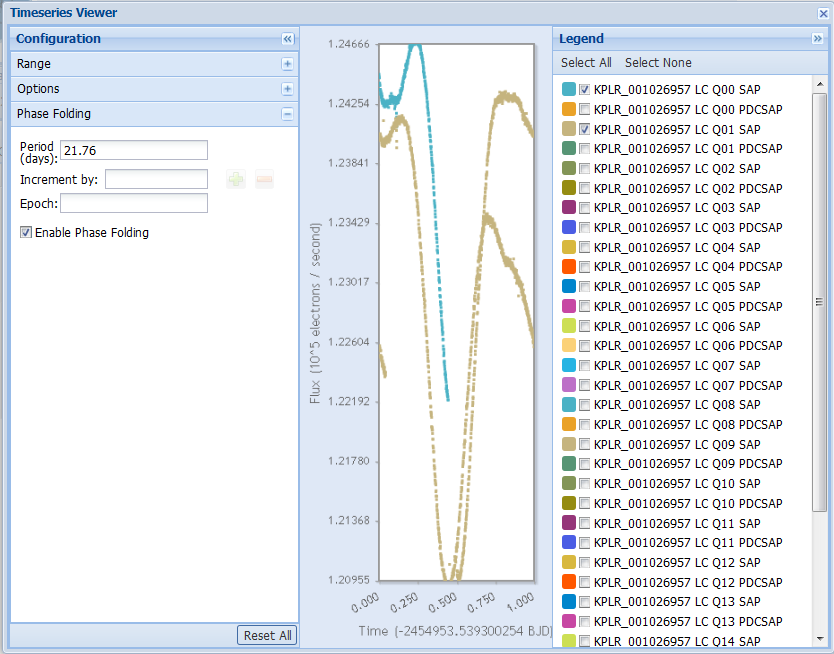 Timeseries Viewer
Configuration
Range
Options
Phase Folding
Period (days): 21.76
Increment by:
Epoch:
Enable Phase Folding
Reset All
1.24666
1.24254
1.23841
1.23429
1.23017
1.22604
1.22192
1.21780
1.21368
1.20955
Flux (10^5 electrons / second)
0.000 0.250 0.500 0.750 1.000
Time (-2454953.539300254 BJD)
Legend
Select All Select None
KPLR_001026957 LC Q00 SAP
KPLR_001026957 LC Q00 PDCSAP
KPLR_001026957 LC Q01 SAP
KPLR_001026957 LC Q01 PDCSAP
KPLR_001026957 LC Q02 SAP
KPLR_001026957 LC Q02 PDCSAP
KPLR_001026957 LC Q03 SAP
KPLR_001026957 LC Q03 PDCSAP
KPLR_001026957 LC Q04 SAP
KPLR_001026957 LC Q04 PDCSAP
KPLR_001026957 LC Q05 SAP
KPLR_001026957 LC Q05 PDCSAP
KPLR_001026957 LC Q06 SAP
KPLR_001026957 LC Q06 PDCSAP
KPLR_001026957 LC Q07 SAP
KPLR_001026957 LC Q07 PDCSAP
KPLR_001026957 LC Q08 SAP
KPLR_001026957 LC Q08 PDCSAP
KPLR_001026957 LC Q09 SAP
KPLR_001026957 LC Q09 PDCSAP
KPLR_001026957 LC Q10 SAP
KPLR_001026957 LC Q10 PDCSAP
KPLR_001026957 LC Q11 SAP
KPLR_001026957 LC Q11 PDCSAP
KPLR_001026957 LC Q12 SAP
KPLR_001026957 LC Q12 PDCSAP
KPLR_001026957 LC Q13 SAP
KPLR_001026957 LC Q13 PDCSAP
KPLR_001026957 LC Q14 SAP